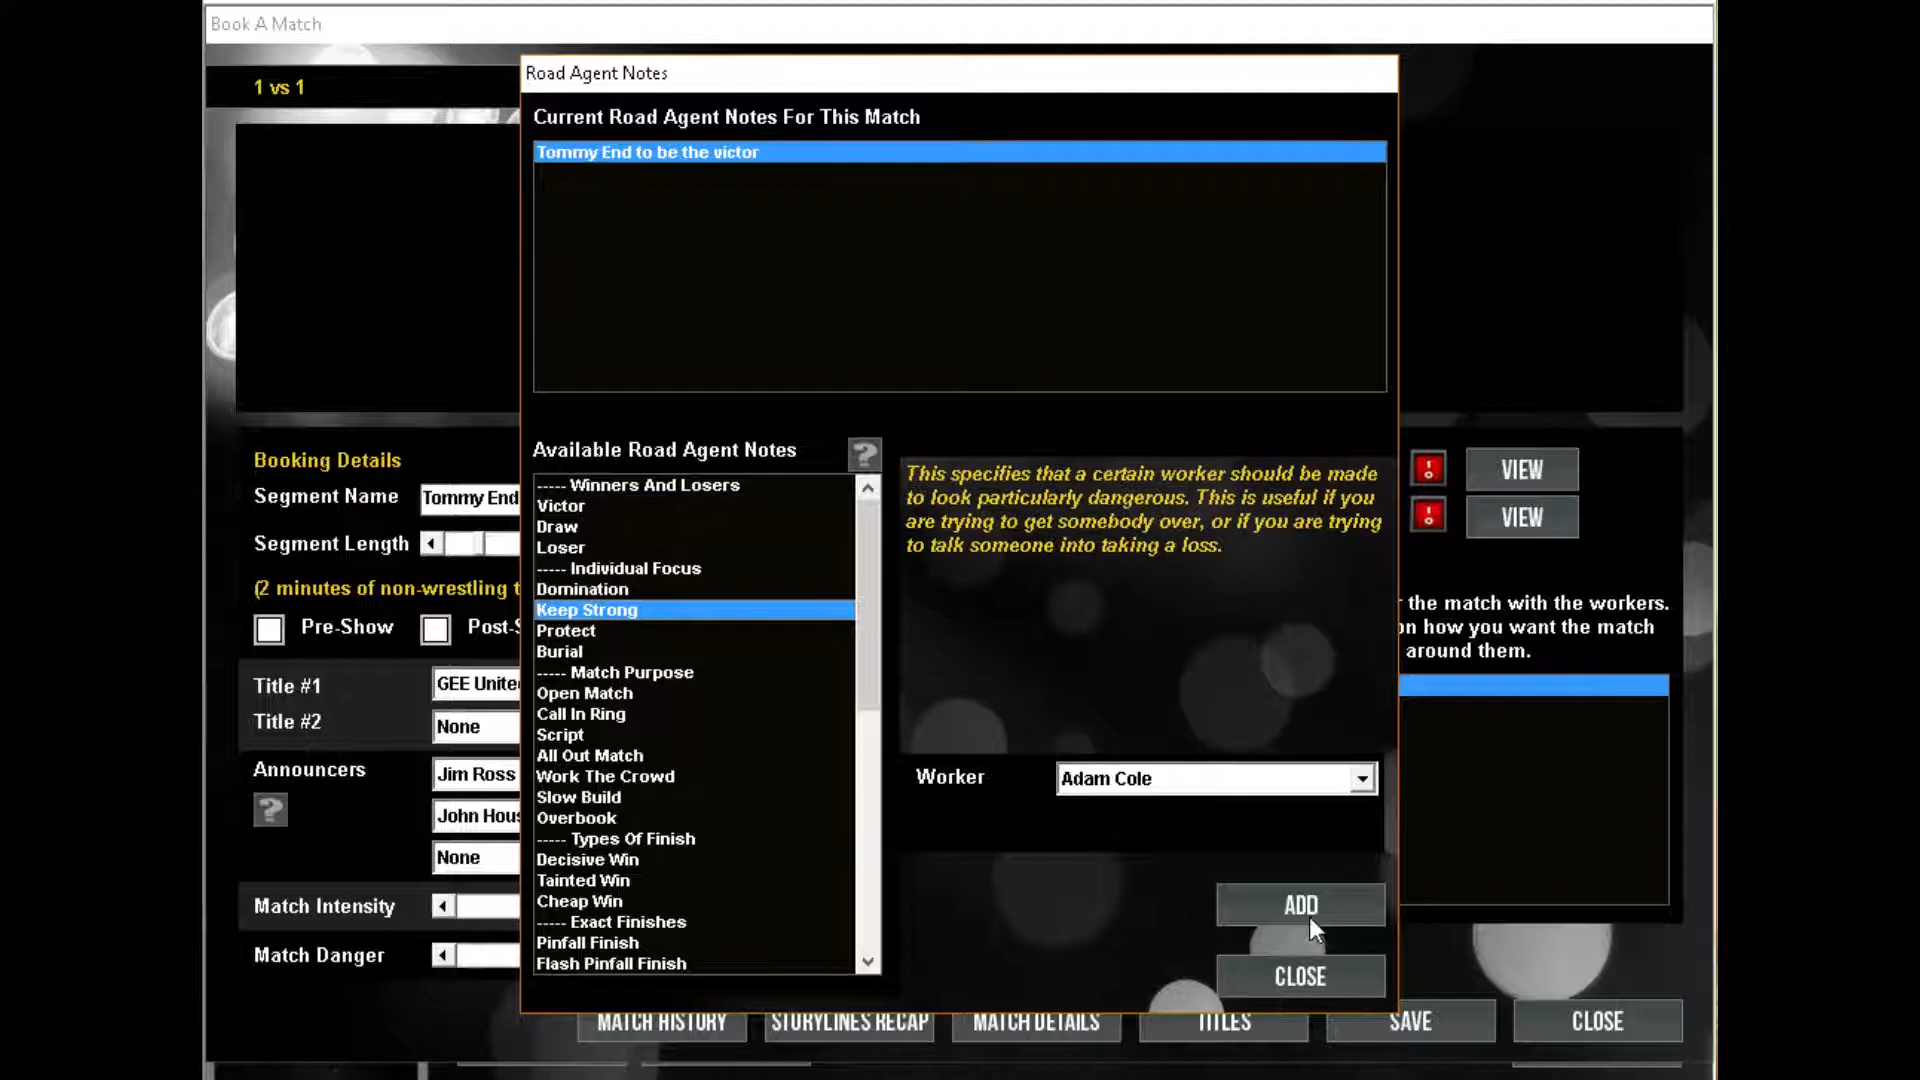 Book A Match
1 vs 1
Road Agent Notes
Current Road Agent Notes For This Match
Tommy End to be the victor
Booking Details
Segment Name
Tommy End
Segment Length
(2 minutes of non-wrestling
Pre-Show
Title #1
GEE
Title #2
None
Announcers
Jim Ross
?
John
None
Match Intensity
Match Danger
Available Road Agent Notes
?
----- Winners And Losers
Victor
Draw
Loser
----- Individual Focus
Domination
Keep Strong
Protect
Burial
----- Match Purpose
Open Match
Call In Ring
Script
All Out Match
Work The Crowd
Slow Build
Overbook
----- Types Of Finish
Decisive Win
Tainted Win
Cheap Win
----- Exact Finishes
Pinfall Finish
Flash Pinfall Finish
This specifies that a certain worker should be made
to look particularly dangerous. This is useful if you
are trying to get somebody over, or if you are trying
to talk someone into taking a loss.
Worker
Adam Cole
ADD
CLOSE
VIEW
VIEW
the match with the workers.
on how you want the match
around them.
MATCH HISTORY
STORYLINES RECAP
MATCH DETAILS
TITLES
SAVE
CLOSE